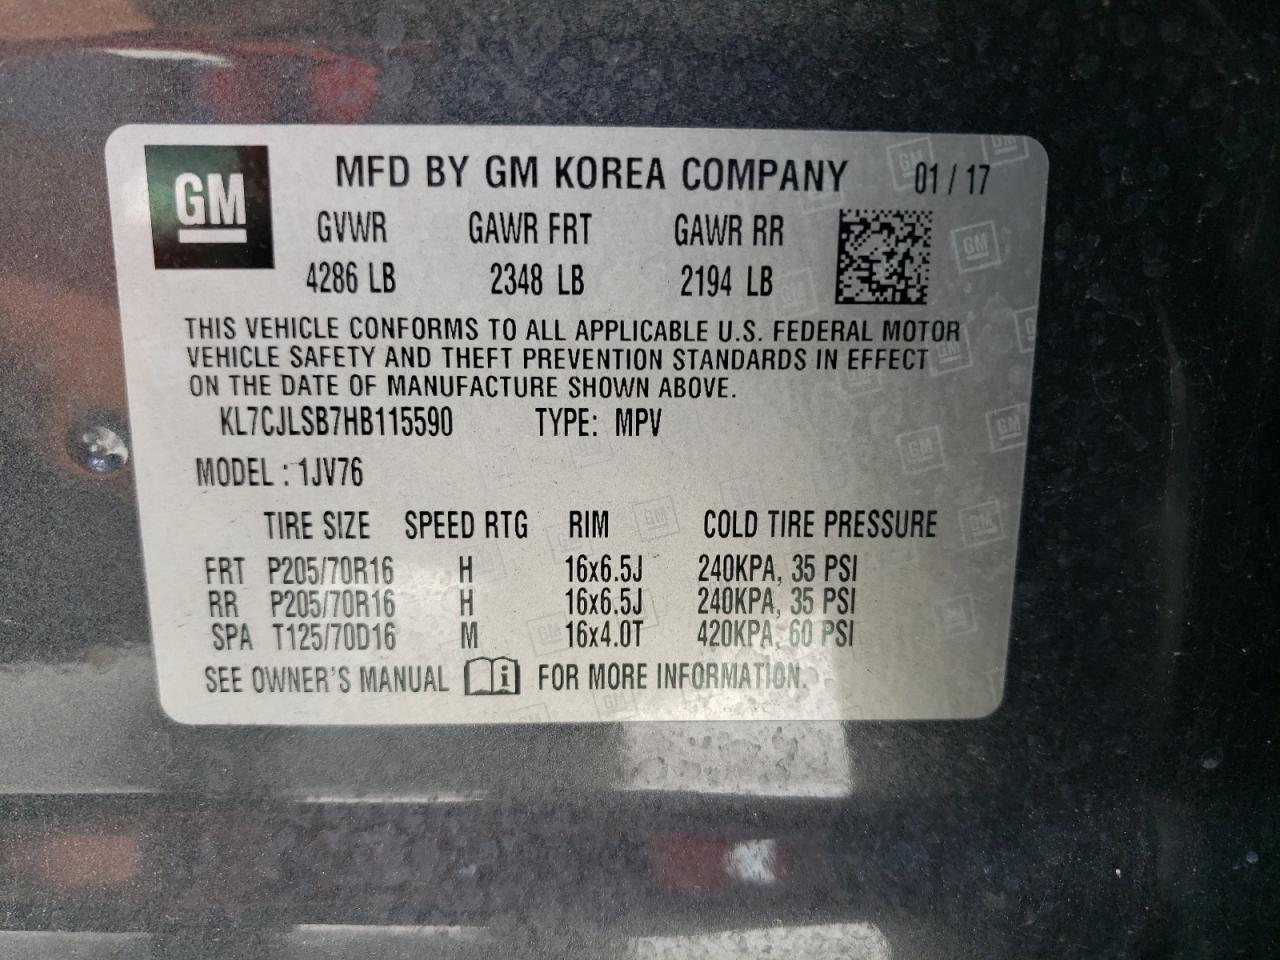 GM
MFD BY GM KOREA COMPANY 01 / 17
GVWR GAWR FRT GAWR RR
4286 LB 2348 LB 2194 LB
THIS VEHICLE CONFORMS TO ALL APPLICABLE U.S. FEDERAL MOTOR
VEHICLE SAFETY AND THEFT PREVENTION STANDARDS IN EFFECT
ON THE DATE OF MANUFACTURE SHOWN ABOVE.
KL7CJLSB7HB115590 TYPE: MPV
MODEL : 1JV76
TIRE SIZE SPEED RTG RIM COLD TIRE PRESSURE
FRT P205/70R16 H 16x6.5J 240KPA, 35 PSI
RR P205/70R16 H 16x6.5J 240KPA, 35 PSI
SPA T125/70D16 M 16x4.0T 420KPA, 60 PSI
SEE OWNER'S MANUAL i FOR MORE INFORMATION.